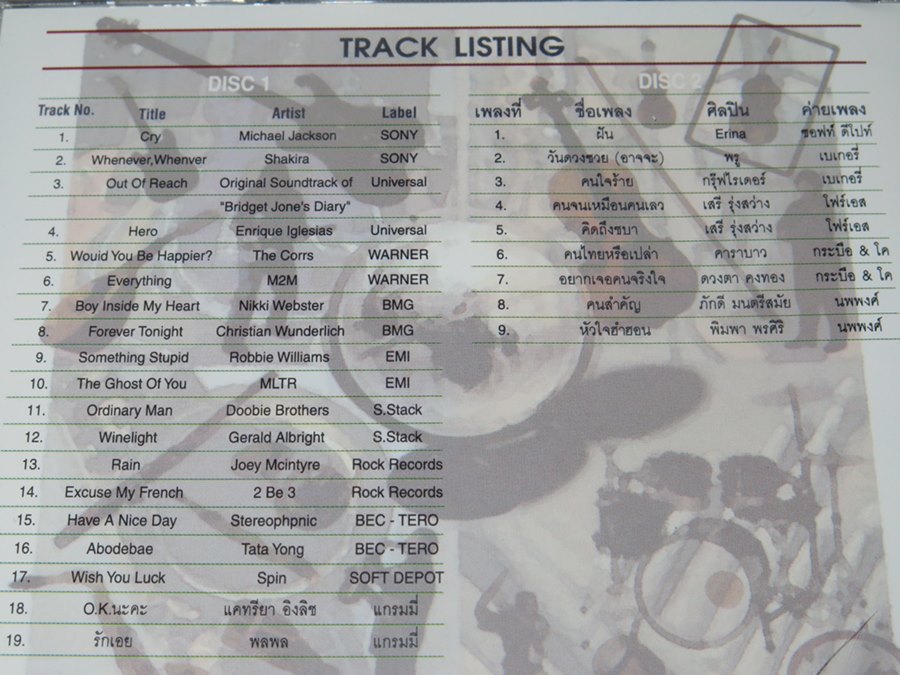 TRACK LISTING
DISC 1
Track No. Title Artist Label
1. Cry Michael Jackson SONY
2. Whenever,Whenver Shakira SONY
3. Out Of Reach Original Soundtrack of Universal
"Bridget Jone's Diary"
4. Hero Enrique Iglesias Universal
5. Would You Be Happier? The Corrs WARNER
6. Everything M2M WARNER
7. Boy Inside My Heart Nikki Webster BMG
8. Forever Tonight Christian Wunderlich BMG
9. Something Stupid Robbie Williams EMI
10. The Ghost Of You MLTR EMI
11. Ordinary Man Doobie Brothers S.Stack
12. Winelight Gerald Albright S.Stack
13. Rain Joey Mcintyre Rock Records
14. Excuse My French 2 Be 3 Rock Records
15. Have A Nice Day Stereophpnic BEC - TERO
16. Abodebae Tata Yong BEC - TERO
17. Wish You Luck Spin SOFT DEPOT
18. O.K.นะคะ แคทรียา อิงลิช แกรมมี่
19. รักเอย พลพล แกรมมี่
DISC 2
เพลงที่ ชื่อเพลง ศิลปิน ค่ายเพลง
1. ฝัน Erina ซอฟท์ ดีโปท์
2. วันดวงซวย (อาจจะ) พรู เบเกอรี่
3. คนใจร้าย กรุ๊ฟไรเดอร์ เบเกอรี่
4. คนจนเหมือนคนเลว เสรี รุ่งสว่าง โฟร์เอส
5. คิดถึงชบา เสรี รุ่งสว่าง โฟร์เอส
6. คนไทยหรือเปล่า คาราบาว กระบือ & โค
7. อยากเจอคนจริงใจ ดวงตา คงทอง กระบือ & โค
8. คนสำคัญ ภักดี มนตรีสมัย นพพงศ์
9. หัวใจฮำฮอน พิมพา พรศิริ นพพงศ์